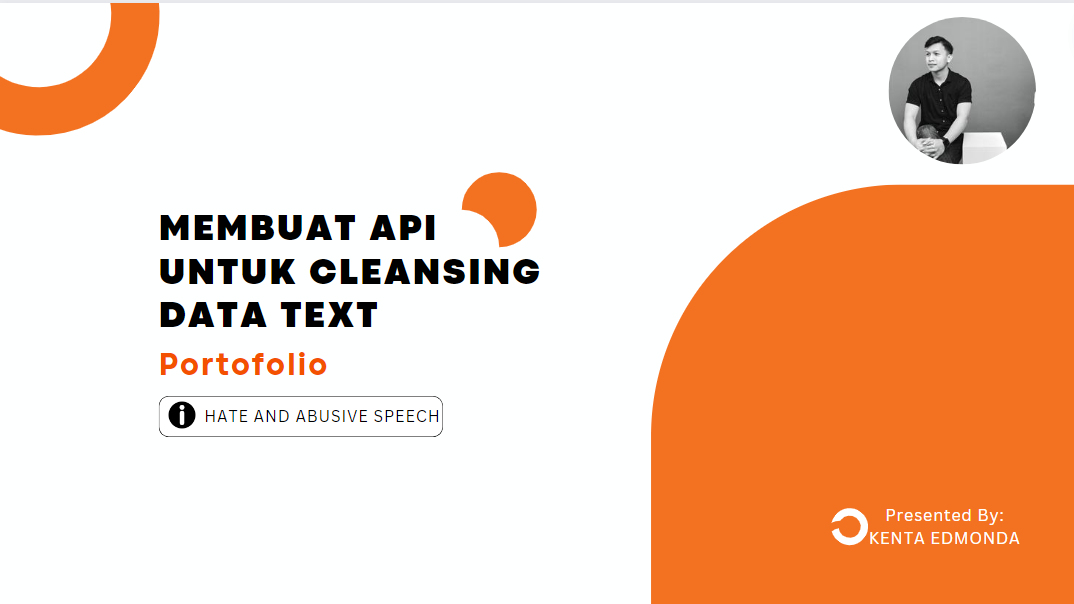 MEMBUAT API
UNTUK CLEANSING
DATA TEXT
Portofolio
HATE AND ABUSIVE SPEECH
Presented By:
KENTA EDMONDA